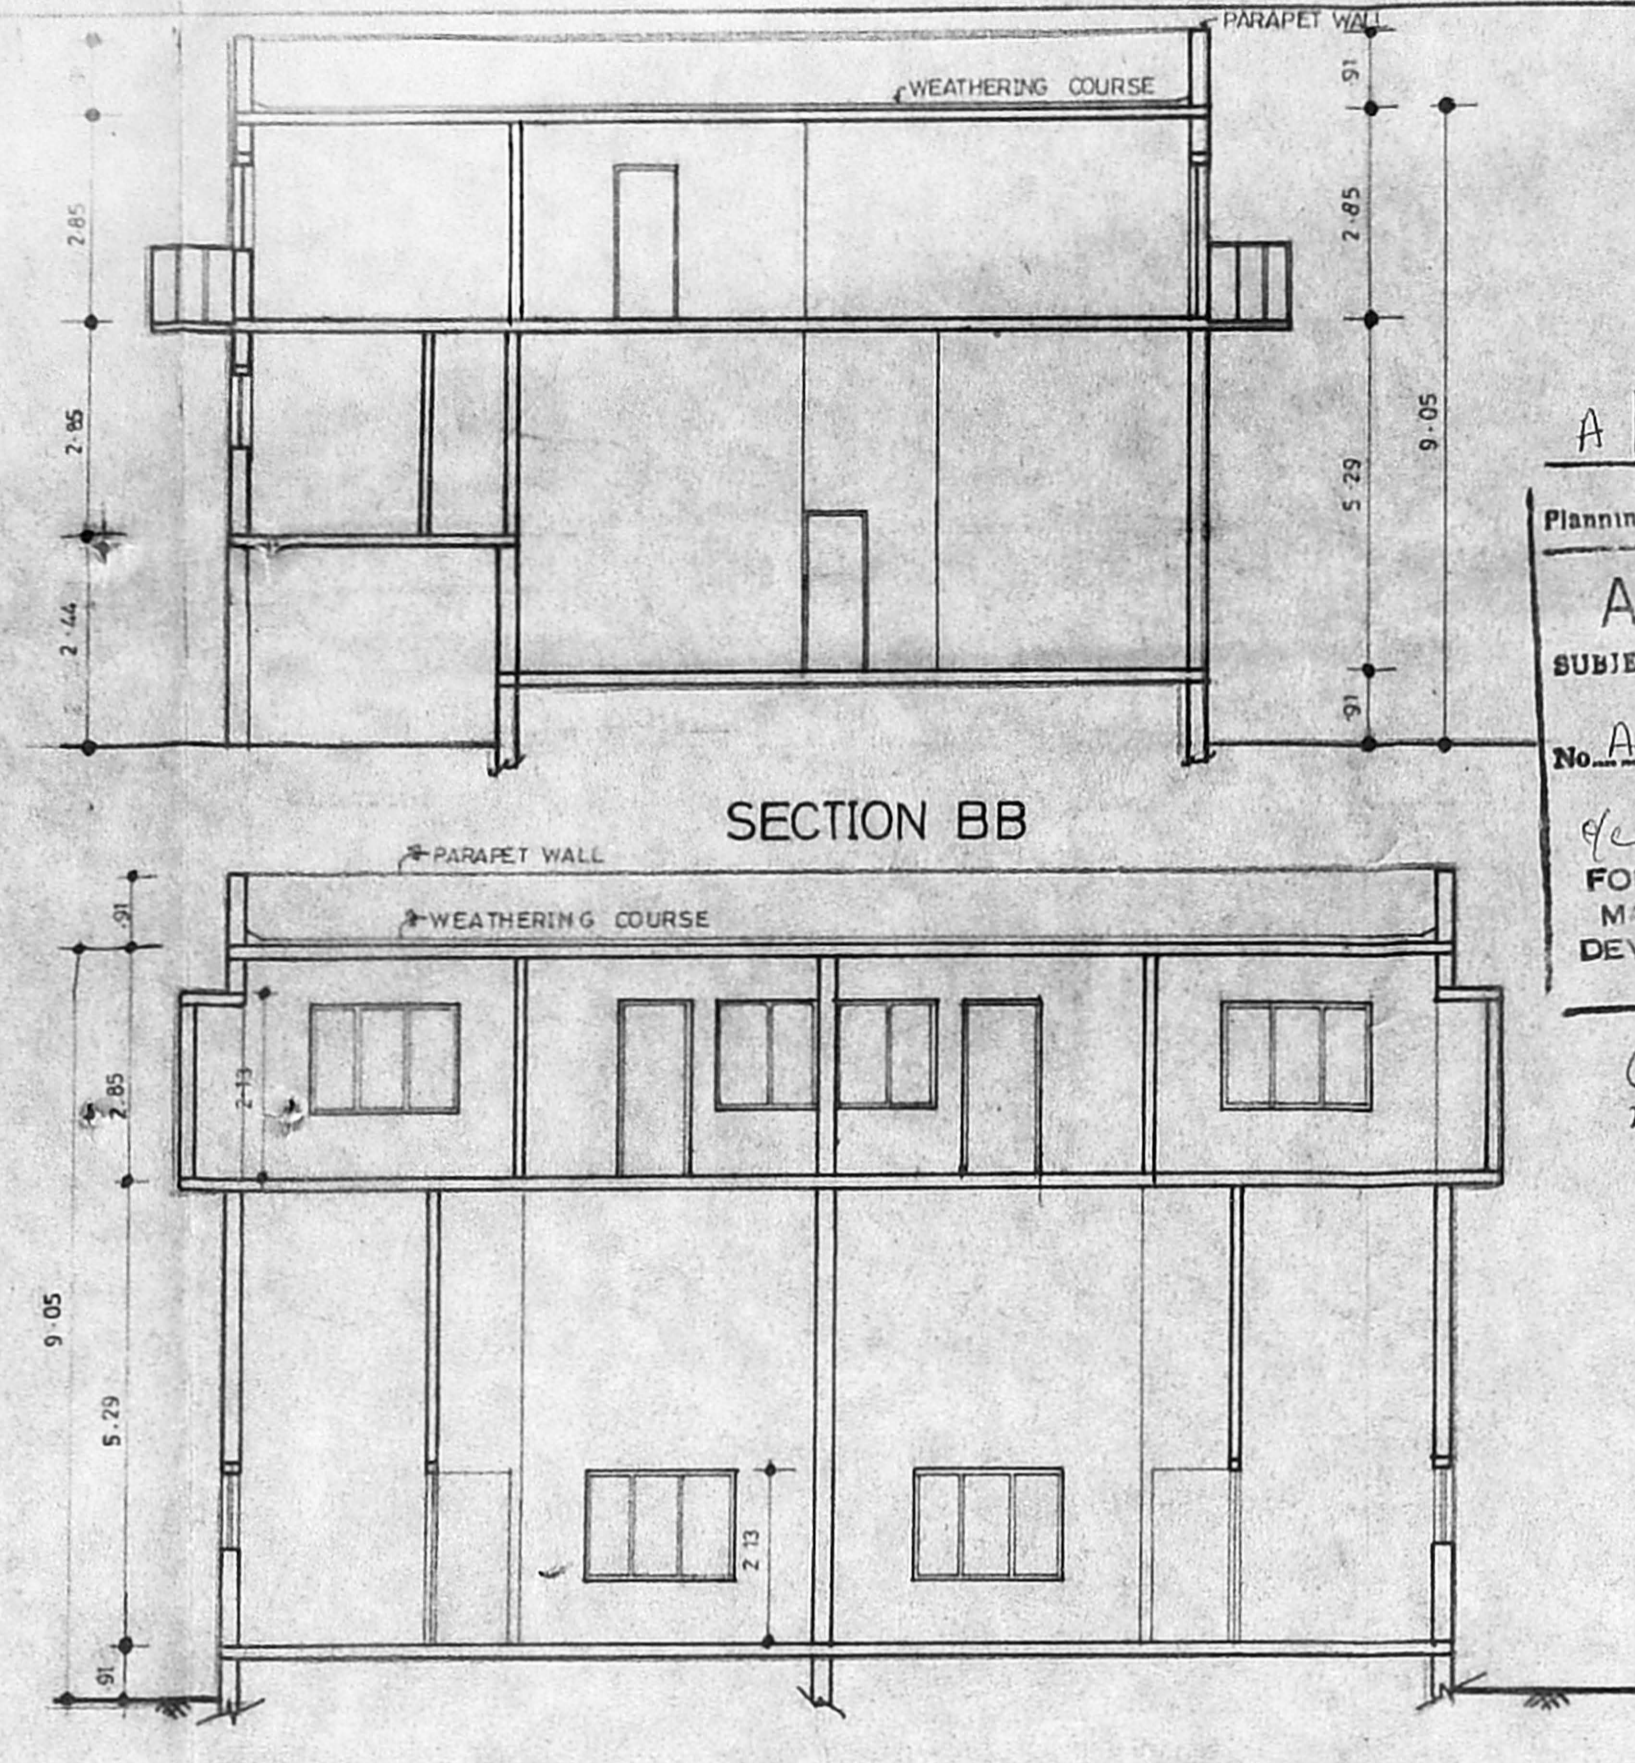 PARAPET WALL
.91
WEATHERING COURSE
2.85
2.85
2.85
9.05
5.29
2.44
.91
A
Planning
A
SUBJE
No. A
SECTION BB
FO
M
DEV
PARAPET WALL
.91
WEATHERING COURSE
2.85
2.13
9.05
5.29
2.13
.91